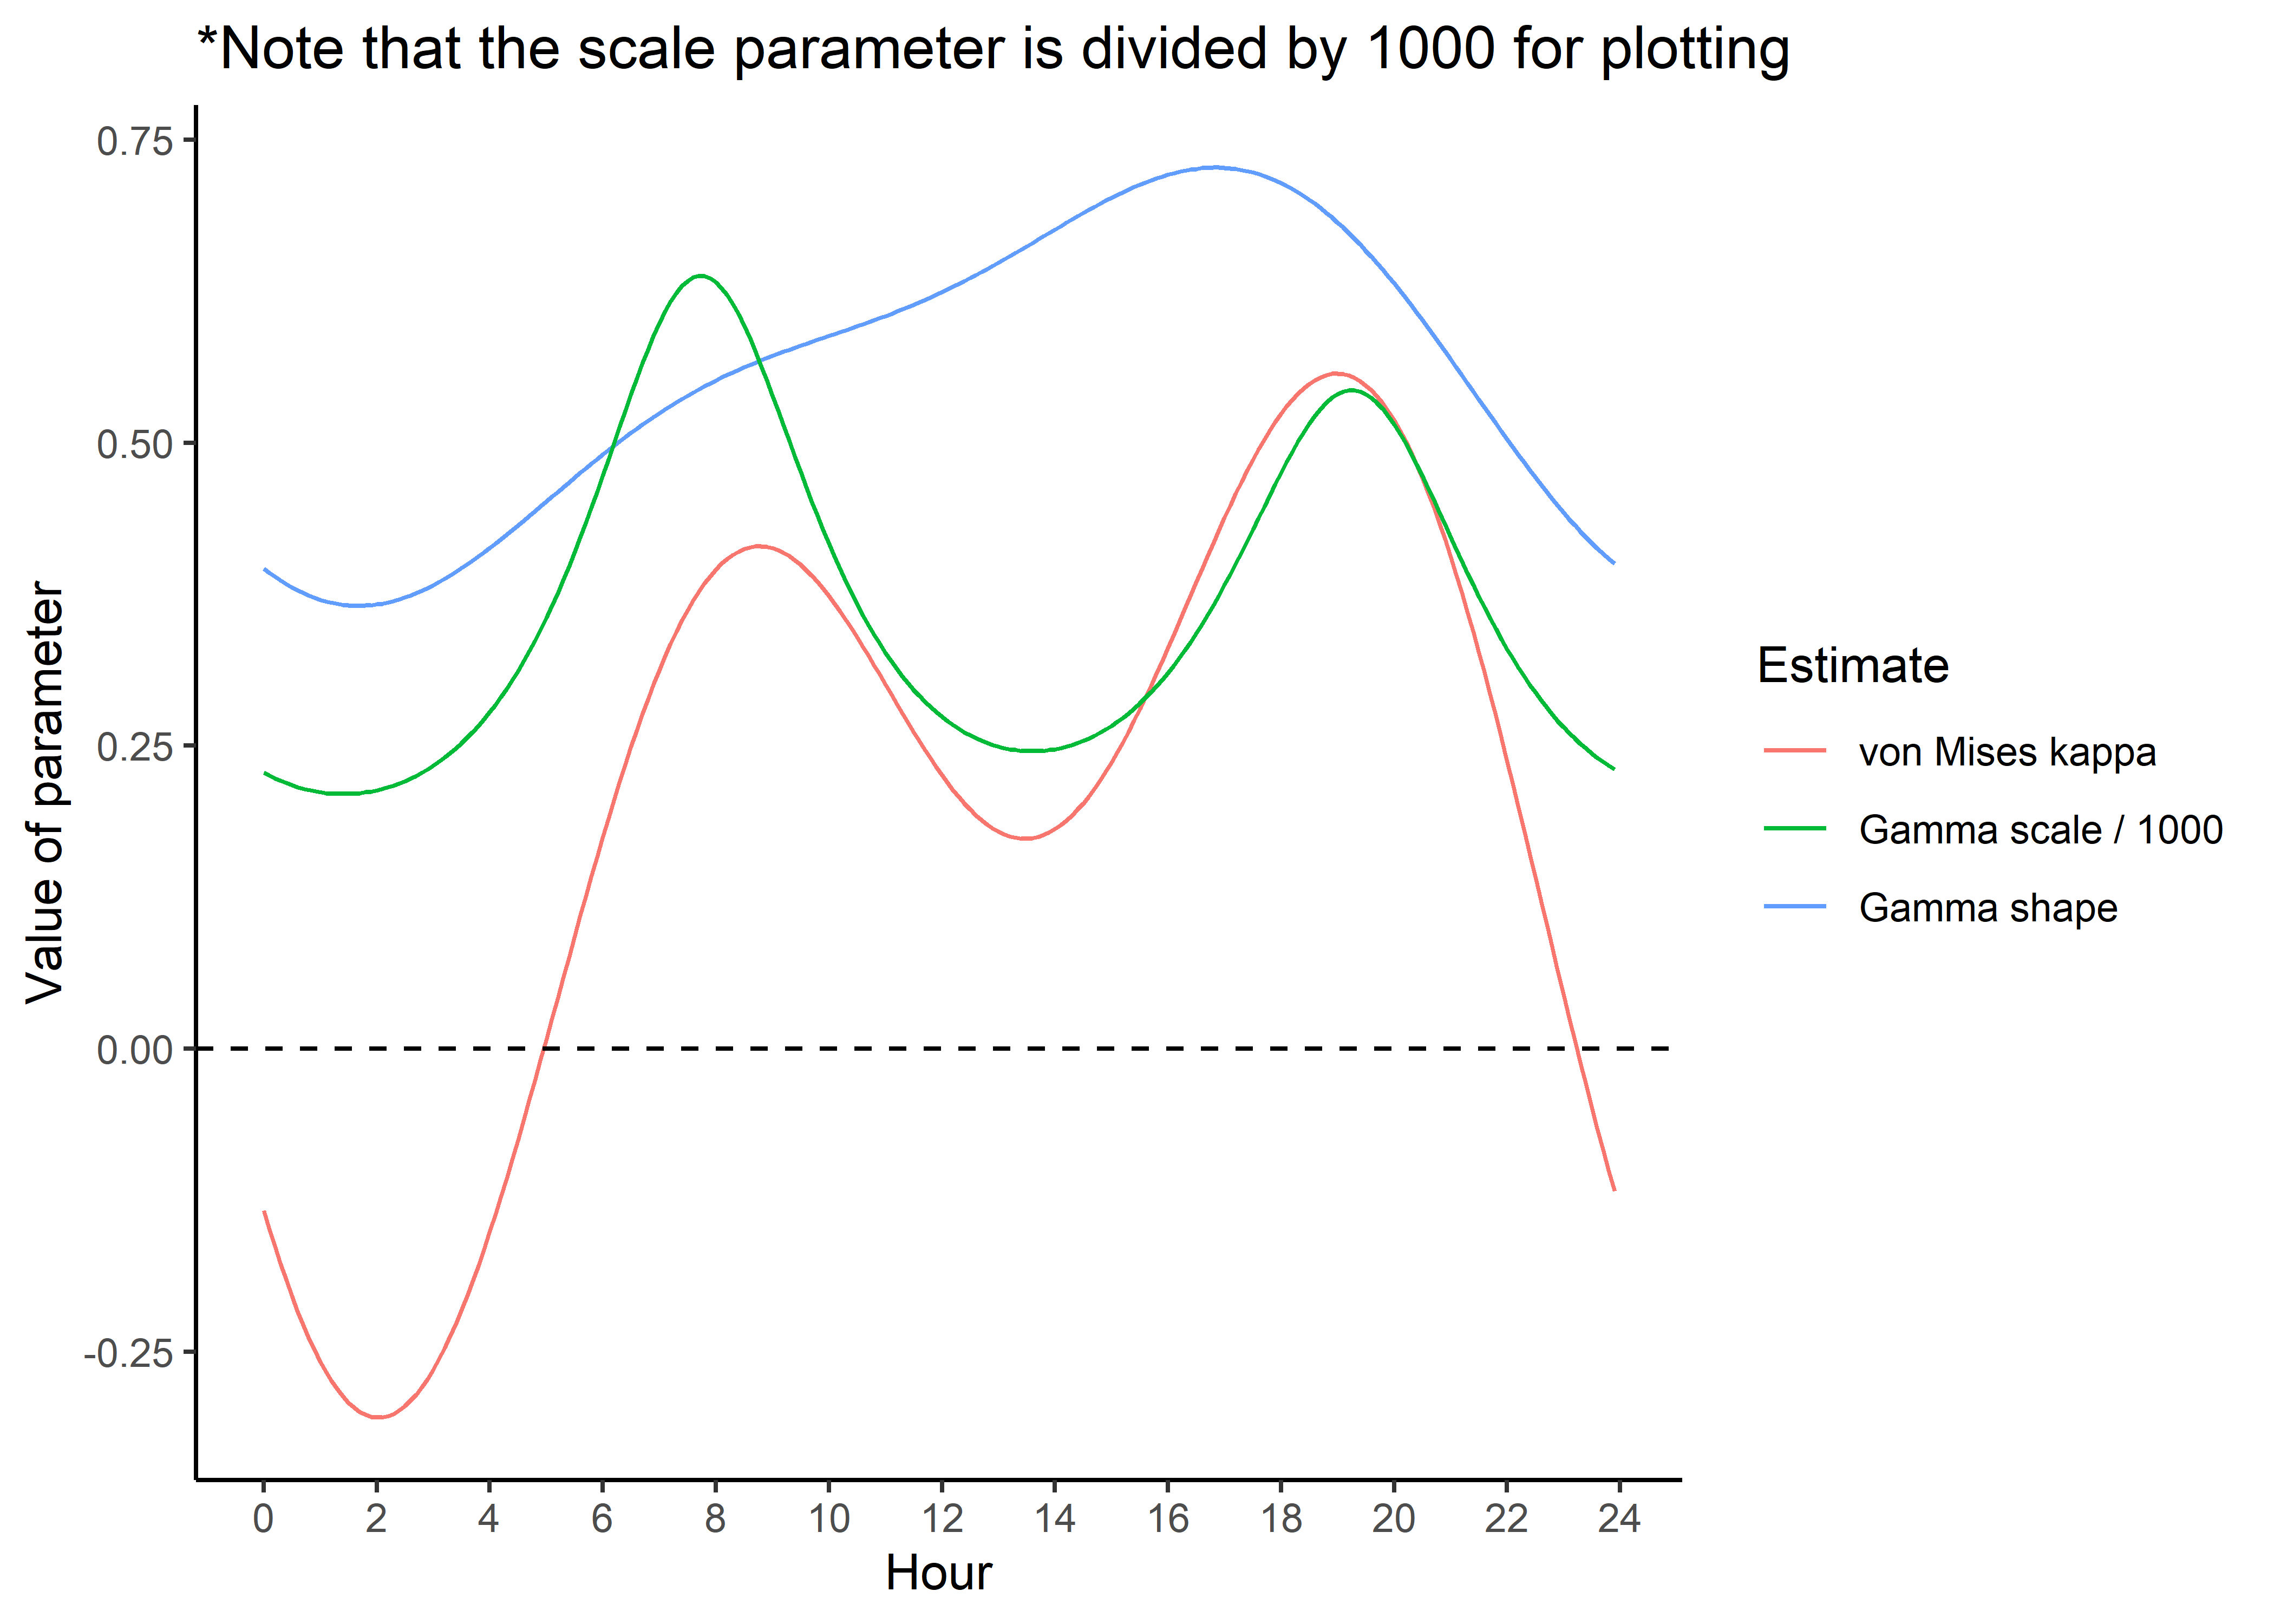 *Note that the scale parameter is divided by 1000 for plotting
0.75
0.50
0.25
0.00
-0.25
Value of parameter
0 2 4 6 8 10 12 14 16 18 20 22 24
Hour
Estimate
von Mises kappa
Gamma scale / 1000
Gamma shape